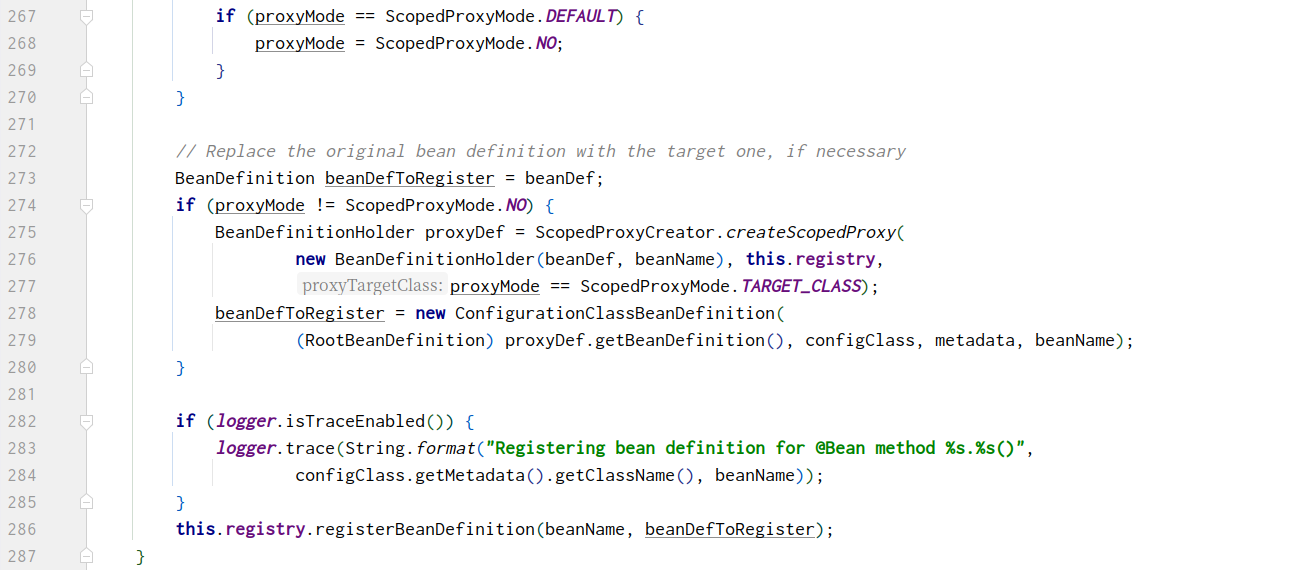 267 if (proxyMode == ScopedProxyMode.DEFAULT) {
268 proxyMode = ScopedProxyMode.NO;
269 }
270 }
271
272 // Replace the original bean definition with the target one, if necessary
273 BeanDefinition beanDefToRegister = beanDef;
274 if (proxyMode != ScopedProxyMode.NO) {
275 BeanDefinitionHolder proxyDef = ScopedProxyCreator.createScopedProxy(
276 new BeanDefinitionHolder(beanDef, beanName), this.registry,
277 proxyTargetClass: proxyMode == ScopedProxyMode.TARGET_CLASS);
278 beanDefToRegister = new ConfigurationClassBeanDefinition(
279 (RootBeanDefinition) proxyDef.getBeanDefinition(), configClass, metadata, beanName);
280 }
281
282 if (logger.isTraceEnabled()) {
283 logger.trace(String.format("Registering bean definition for @Bean method %s.%s()",
284 configClass.getMetadata().getClassName(), beanName));
285 }
286 this.registry.registerBeanDefinition(beanName, beanDefToRegister);
287 }